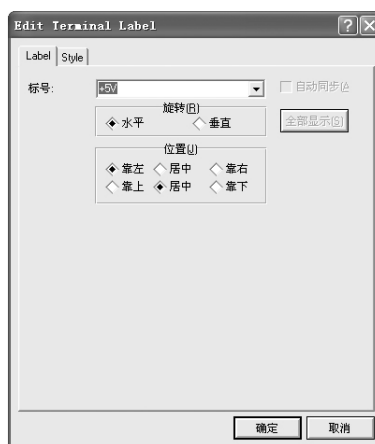 Edit Terminal Label
Label Style
标号: +5V 自动同步(A
旋转(R)
水平 垂直 全部显示(S)
位置(J)
靠左 居中 靠右
靠上 居中 靠下
确定 取消